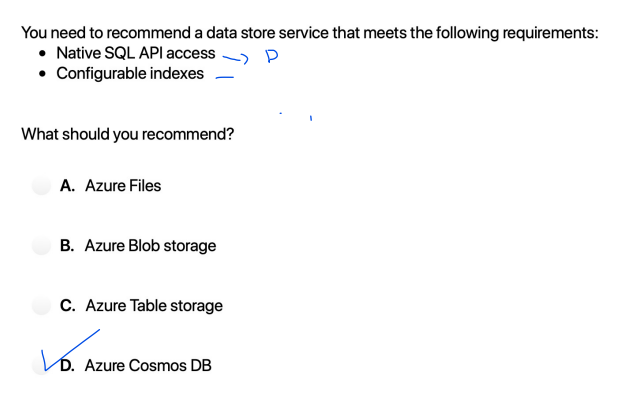 You need to recommend a data store service that meets the following requirements:
• Native SQL API access → D
• Configurable indexes —
What should you recommend?
A. Azure Files
B. Azure Blob storage
C. Azure Table storage
D. Azure Cosmos DB